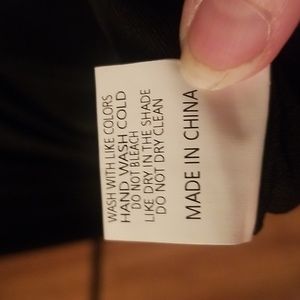 WASH WITH LIKE COLORS
HAND WASH COLD
DO NOT BLEACH
LIKE DRY IN THE SHADE
DO NOT DRY CLEAN
MADE IN CHINA